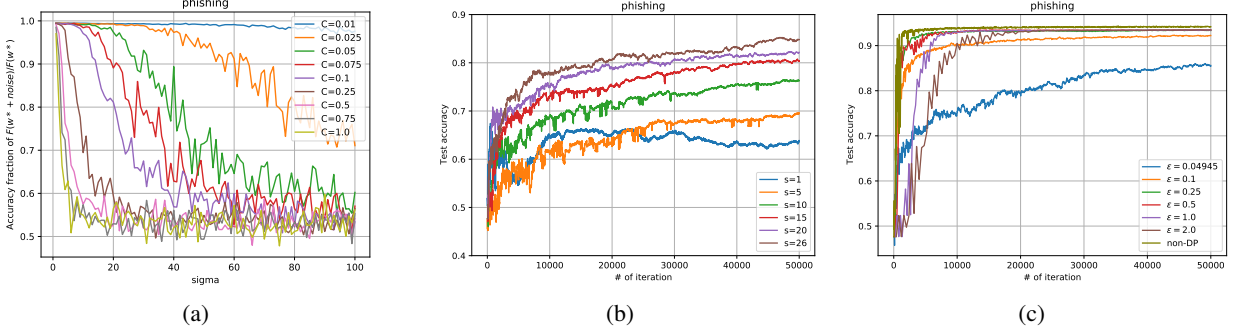 phishing
Accuracy fraction of F(w* + noise)/F(w*)
1.0
0.9
0.8
0.7
0.6
0.5
0
20
40
60
80
100
sigma
C=0.01
C=0.025
C=0.05
C=0.075
C=0.1
C=0.25
C=0.5
C=0.75
C=1.0
(a)
phishing
Test accuracy
0.9
0.8
0.7
0.6
0.5
0.4
0
10000
20000
30000
40000
50000
# of iteration
s=1
s=5
s=10
s=15
s=20
s=26
(b)
phishing
Test accuracy
0.9
0.8
0.7
0.6
0.5
0
10000
20000
30000
40000
50000
# of iteration
ε = 0.04945
ε = 0.1
ε = 0.25
ε = 0.5
ε = 1.0
ε = 2.0
non-DP
(c)